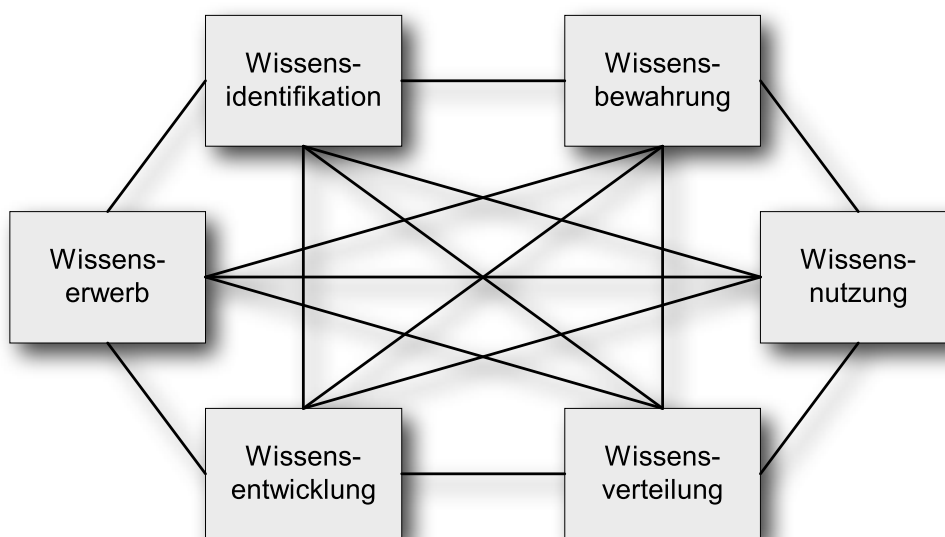 Wissens-
identifikation
Wissens-
bewahrung
Wissens-
erwerb
Wissens-
nutzung
Wissens-
entwicklung
Wissens-
verteilung